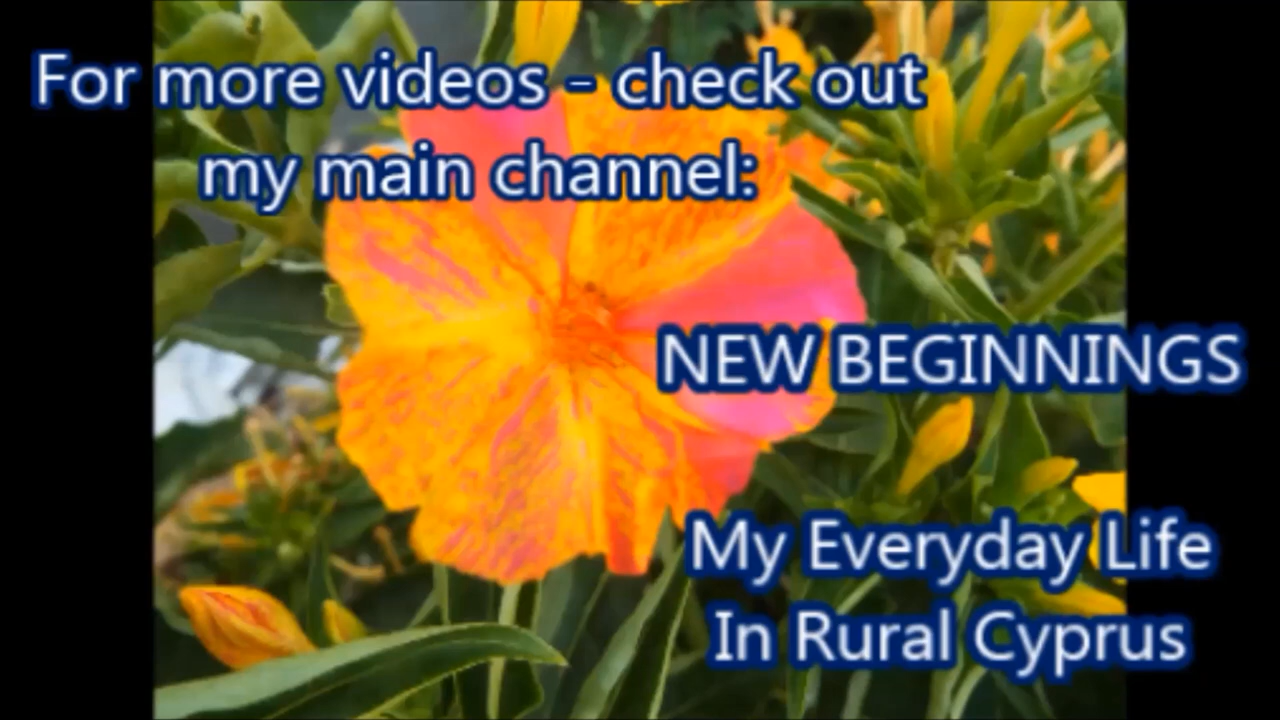 For more videos - check out
my main channel:
NEW BEGINNINGS
My Everyday Life
In Rural Cyprus